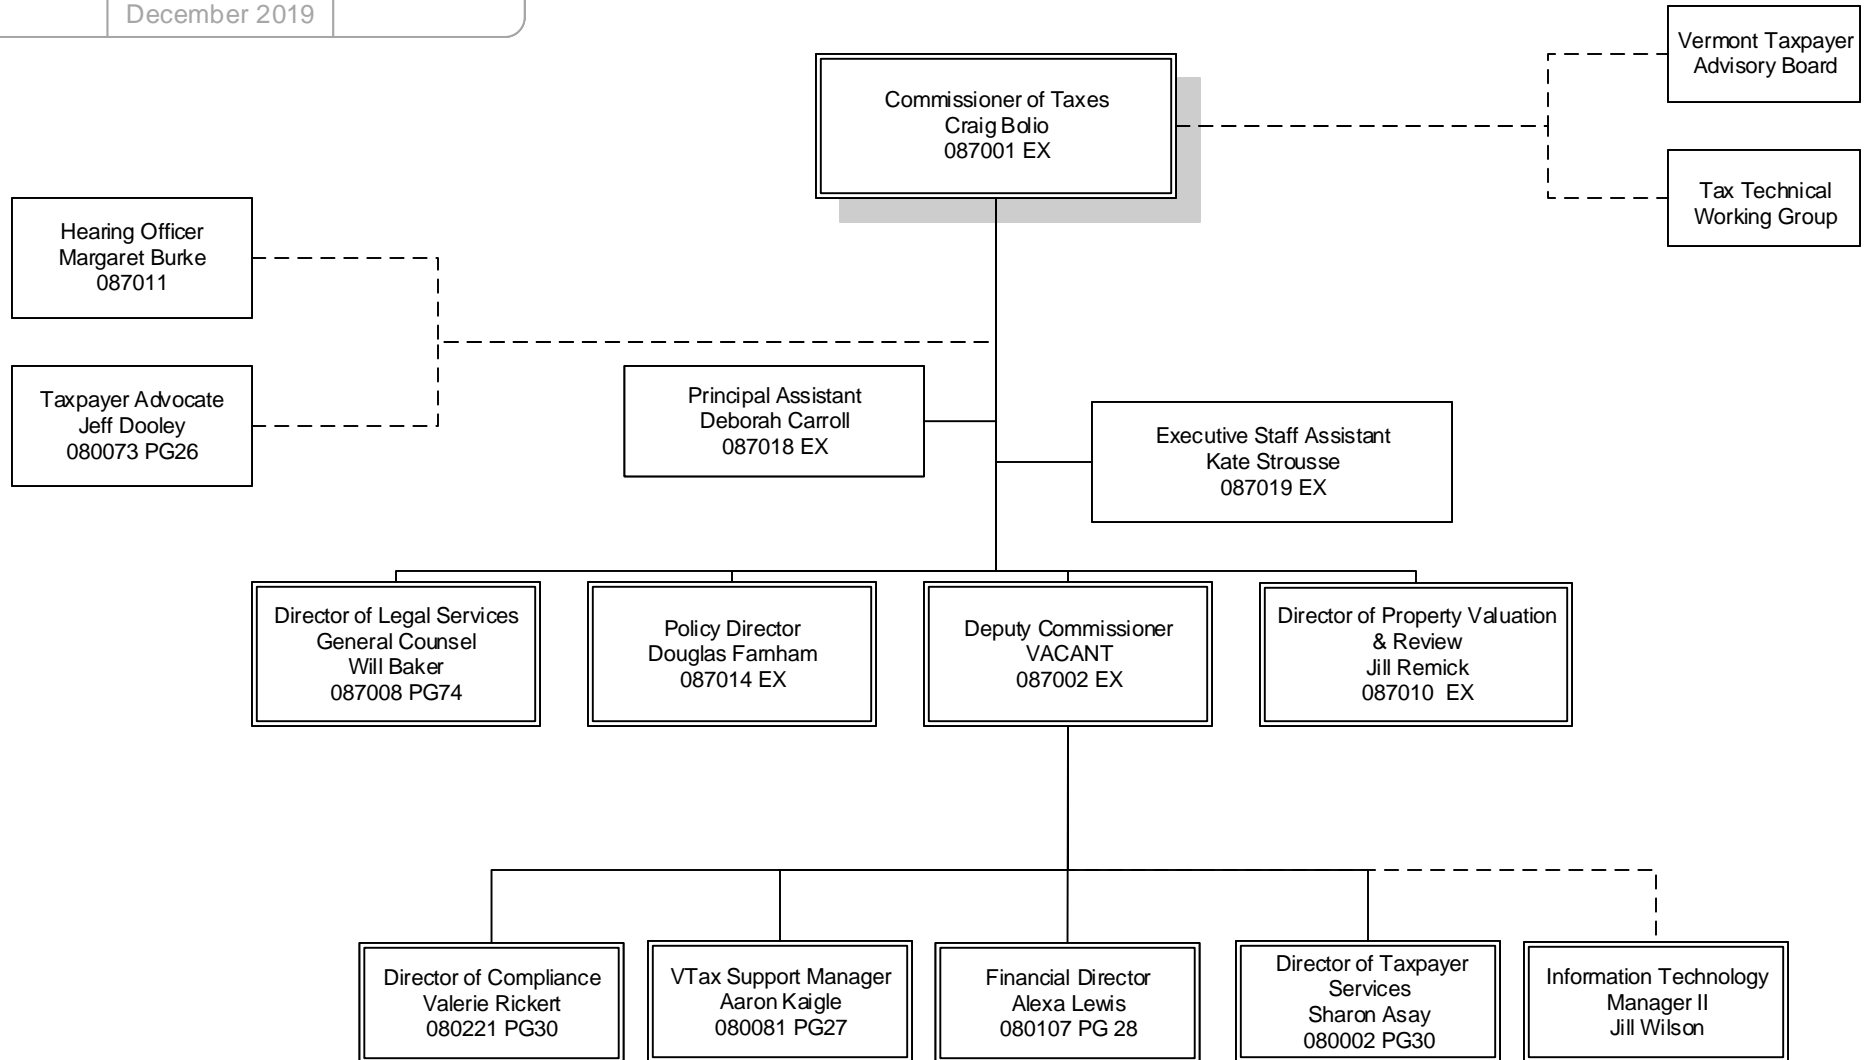 December 2019
Commissioner of Taxes
Craig Bolio
087001 EX
Vermont Taxpayer
Advisory Board
Tax Technical
Working Group
Hearing Officer
Margaret Burke
087011
Taxpayer Advocate
Jeff Dooley
080073 PG26
Principal Assistant
Deborah Carroll
087018 EX
Executive Staff Assistant
Kate Strousse
087019 EX
Director of Legal Services
General Counsel
Will Baker
087008 PG74
Policy Director
Douglas Farnham
087014 EX
Deputy Commissioner
VACANT
087002 EX
Director of Property Valuation
& Review
Jill Remick
087010 EX
Director of Compliance
Valerie Rickert
080221 PG30
VTax Support Manager
Aaron Kaigle
080081 PG27
Financial Director
Alexa Lewis
080107 PG 28
Director of Taxpayer
Services
Sharon Asay
080002 PG30
Information Technology
Manager II
Jill Wilson